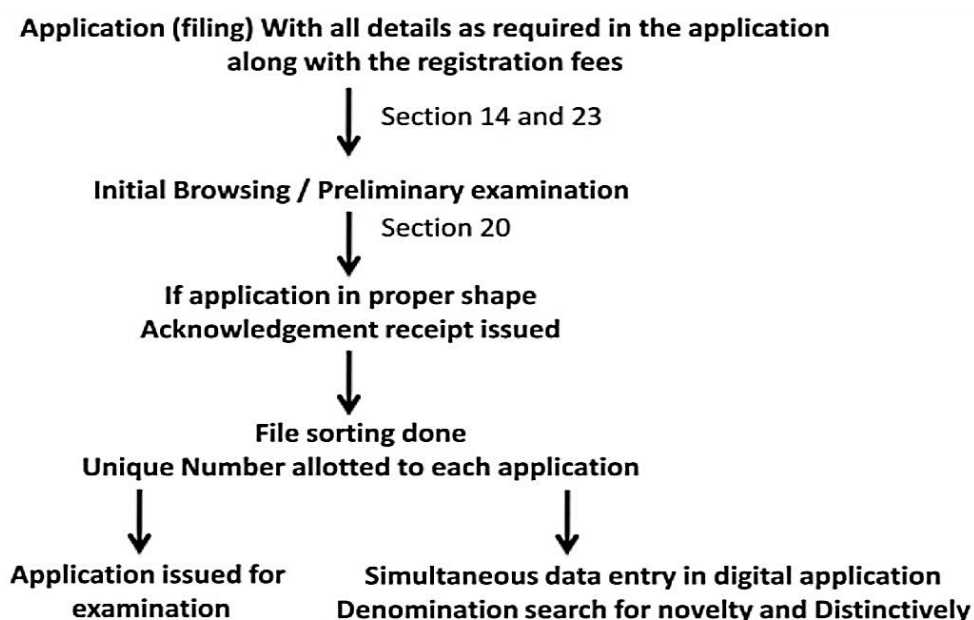 Application (filing) With all details as required in the application
along with the registration fees
Section 14 and 23
Initial Browsing / Preliminary examination
Section 20
If application in proper shape
Acknowledgement receipt issued
File sorting done
Unique Number allotted to each application
Application issued for
examination
Simultaneous data entry in digital application
Denomination search for novelty and Distinctively